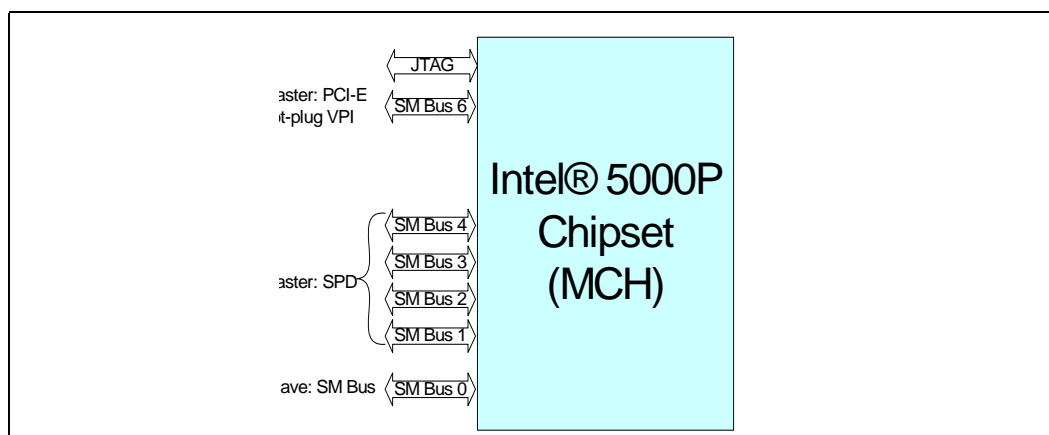 JTAG
aster: PCI-E
ot-plug VPI
SM Bus 6
SM Bus 4
SM Bus 3
aster: SPD
SM Bus 2
SM Bus 1
ave: SM Bus
SM Bus 0
Intel® 5000P
Chipset
(MCH)